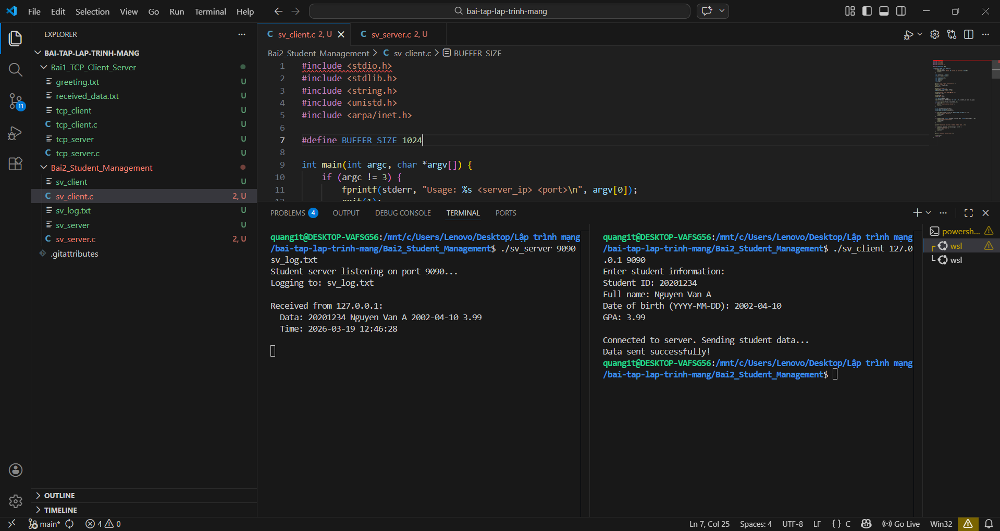 File Edit Selection View Go Run Terminal Help
bai-tap-lap-trinh-mang
EXPLORER
BAI-TAP-LAP-TRINH-MANG
Bai1_TCP_Client_Server
greeting.txt U
received_data.txt U
tcp_client U
C tcp_client.c U
tcp_server U
C tcp_server.c U
Bai2_Student_Management
sv_client U
C sv_client.c 2, U
sv_log.txt U
sv_server U
C sv_server.c 2, U
.gitattributes
OUTLINE
TIMELINE
11
C sv_client.c 2, U
C sv_server.c 2, U
Bai2_Student_Management > C sv_client.c > BUFFER_SIZE
1 #include <stdio.h>
2 #include <stdlib.h>
3 #include <string.h>
4 #include <unistd.h>
5 #include <arpa/inet.h>
6
7 #define BUFFER_SIZE 1024
8
9 int main(int argc, char *argv[]) {
10 if (argc != 3) {
11 fprintf(stderr, "Usage: %s <server_ip> <port>\n", argv[0]);
12 exit(1);
PROBLEMS 4 OUTPUT DEBUG CONSOLE TERMINAL PORTS
quangit@DESKTOP-VAFSG56:/mnt/c/Users/Lenovo/Desktop/Lập trình mạng
/bai-tap-lap-trinh-mang/Bai2_Student_Management$ ./sv_server 9090
sv_log.txt
Student server listening on port 9090...
Logging to: sv_log.txt
Received from 127.0.0.1:
Data: 20201234 Nguyen Van A 2002-04-10 3.99
Time: 2026-03-19 12:46:28
quangit@DESKTOP-VAFSG56:/mnt/c/Users/Lenovo/Desktop/Lập trình mạng
/bai-tap-lap-trinh-mang/Bai2_Student_Management$ ./sv_client 127.0
.0.1 9090
Enter student information:
Student ID: 20201234
Full name: Nguyen Van A
Date of birth (YYYY-MM-DD): 2002-04-10
GPA: 3.99
Connected to server. Sending student data...
Data sent successfully!
quangit@DESKTOP-VAFSG56:/mnt/c/Users/Lenovo/Desktop/Lập trình mạng
/bai-tap-lap-trinh-mang/Bai2_Student_Management$
powersh...
wsl
wsl
main* 4 0
Ln 7, Col 25 Spaces: 4 UTF-8 LF {} C Go Live Win32